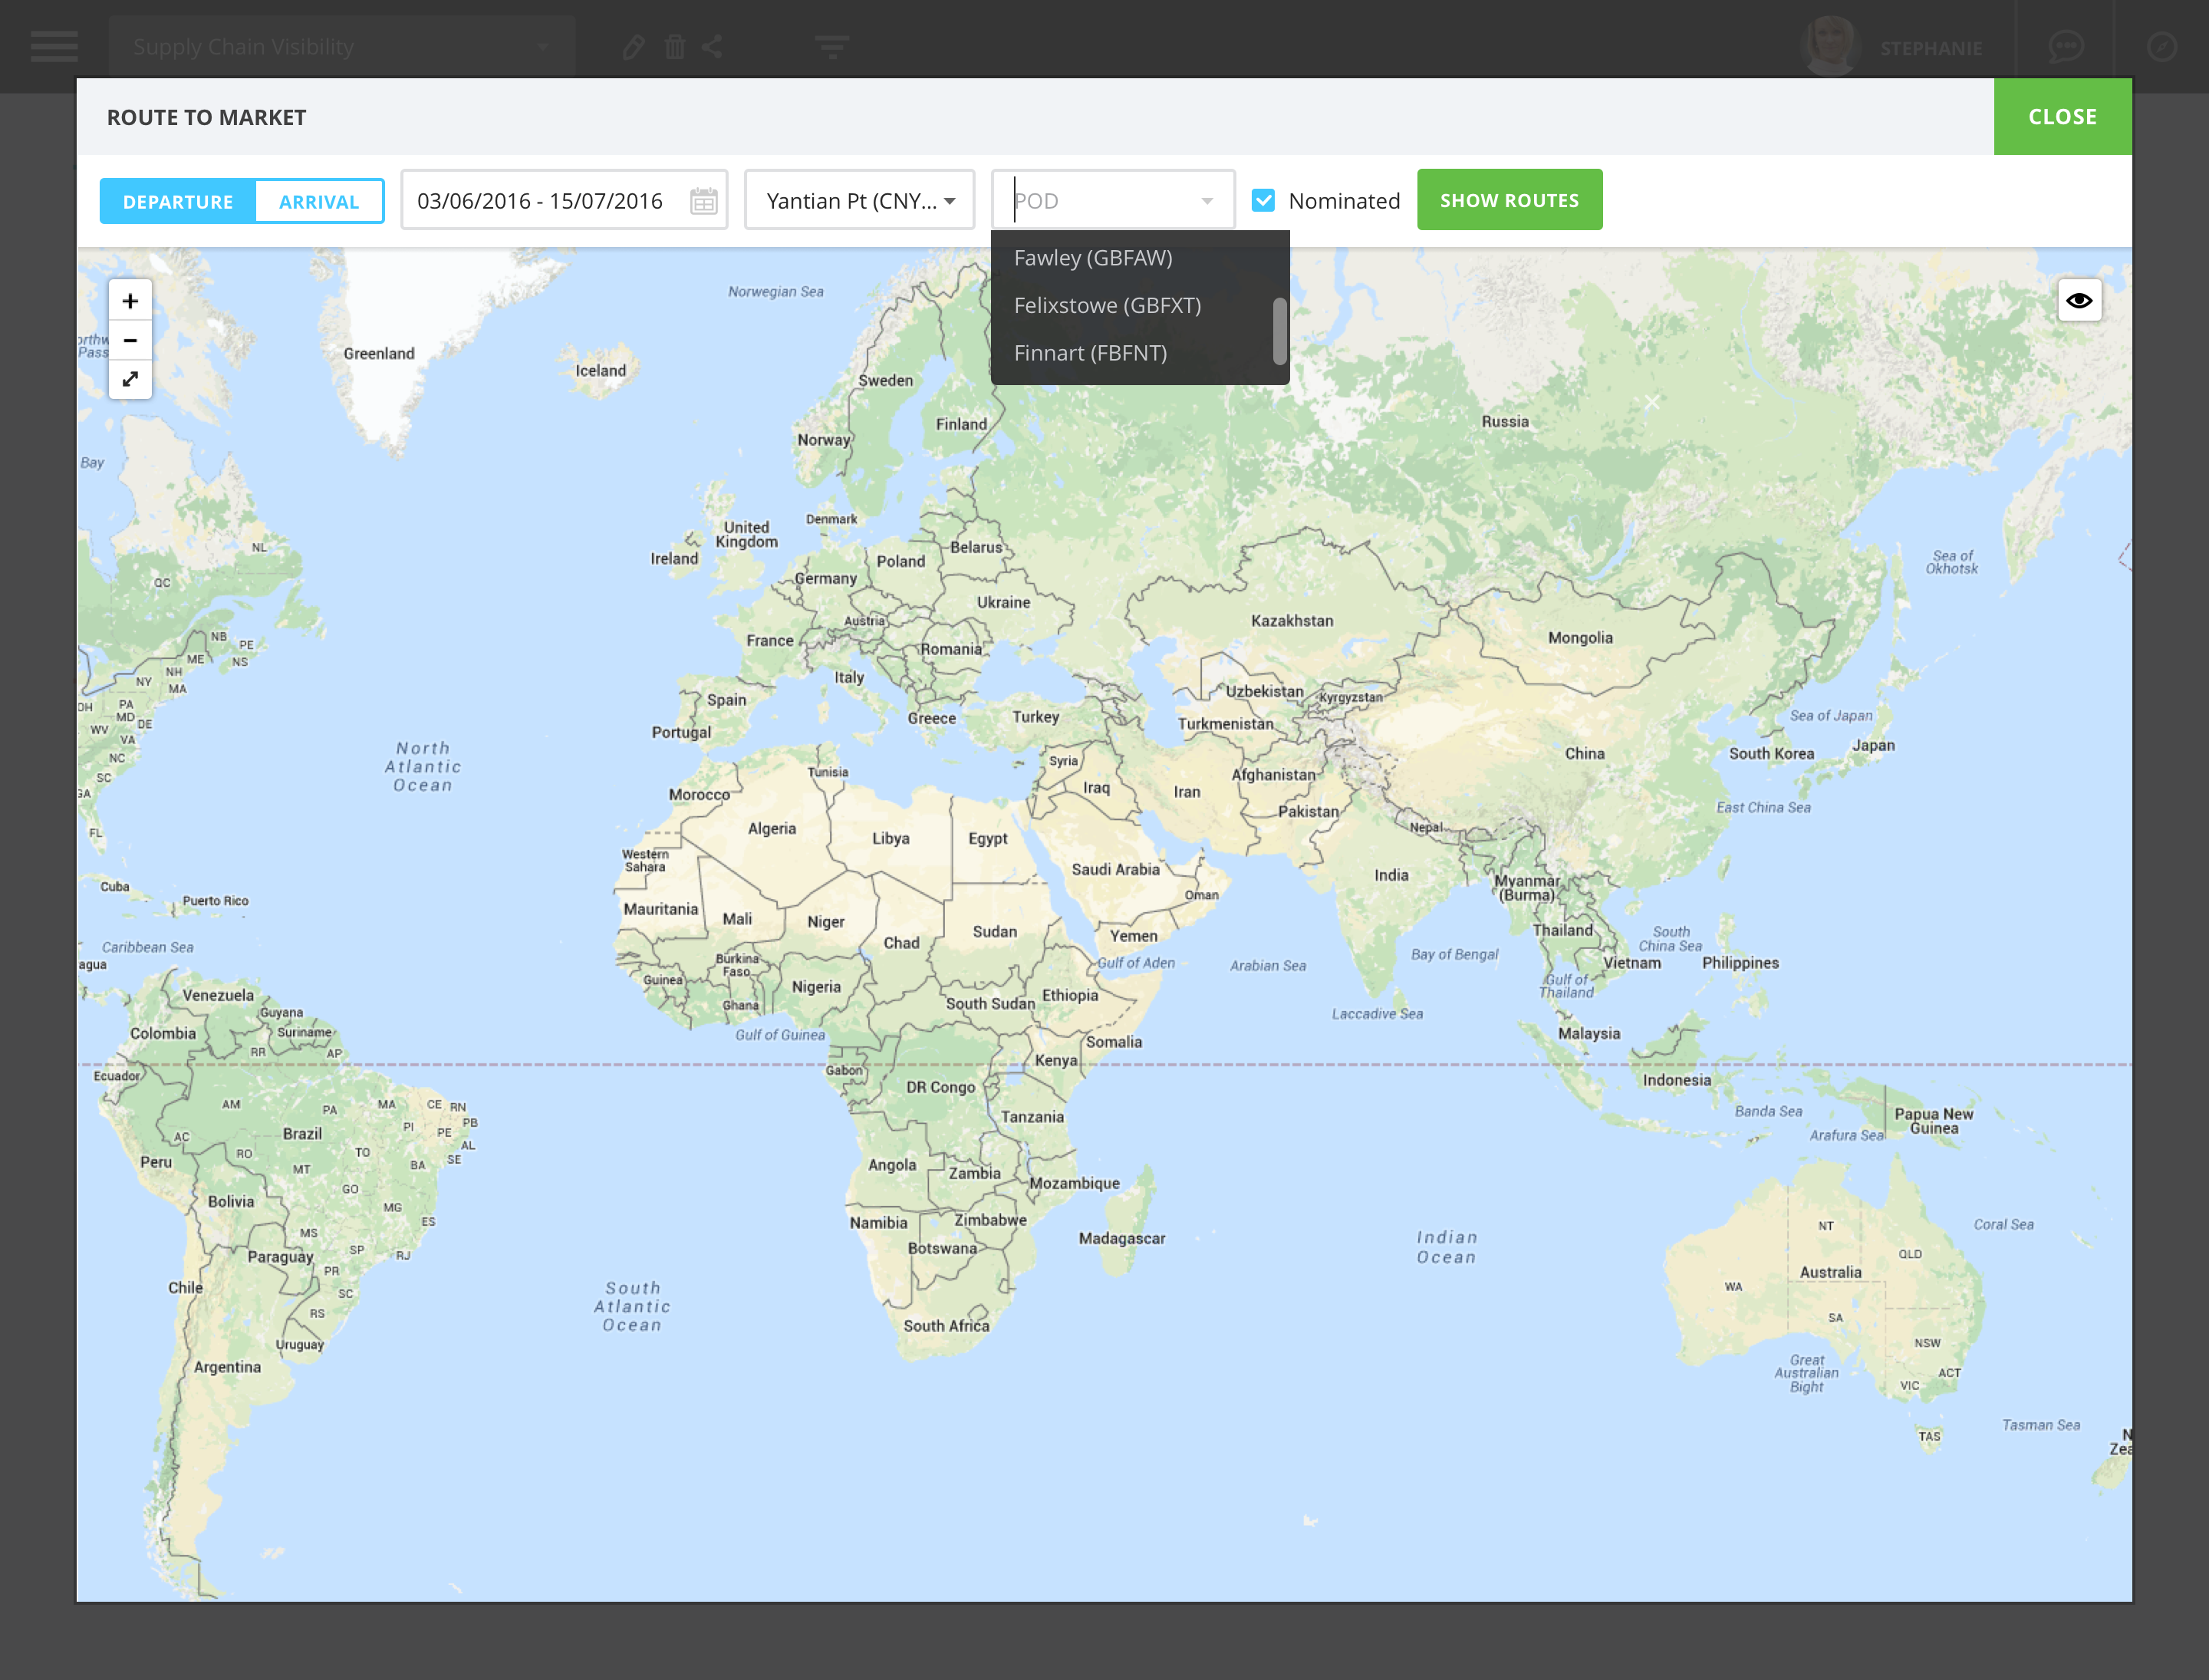 Supply Chain Visibility
STEPHANIE
ROUTE TO MARKET
CLOSE
DEPARTURE
ARRIVAL
03/06/2016 - 15/07/2016
Yantian Pt (CNY...
POD
Nominated
SHOW ROUTES
Fawley (GBFAW)
Felixstowe (GBFXT)
Finnart (FBFNT)
+
−
Norwegian Sea
Greenland
Iceland
Sweden
Finland
Norway
Russia
Bay
orthw
Pass
Denmark
United
Kingdom
Ireland
Poland
Belarus
Germany
Ukraine
Sea of
Okhotsk
NL
QC
Austria
France
Romania
Kazakhstan
Mongolia
NB
PE
ME
NS
NH
NY
MA
Italy
Spain
Portugal
Greece
Turkey
Uzbekistan
Kyrgyzstan
Turkmenistan
Sea of Japan
OH
PA
MD
DE
WV
VA
NC
SC
GA
FL
North
Atlantic
Ocean
Tunisia
Syria
Iraq
Iran
Afghanistan
Pakistan
China
South Korea
Japan
East China Sea
Morocco
Algeria
Libya
Egypt
Western
Sahara
Nepal
Saudi Arabia
India
Myanmar
(Burma)
Oman
Cuba
Puerto Rico
Mauritania
Mali
Niger
Chad
Sudan
Yemen
Thailand
South
China Sea
Caribbean Sea
agua
Burkina
Faso
Guinea
Nigeria
Gulf of Aden
Arabian Sea
Bay of Bengal
Vietnam
Philippines
Gulf of
Thailand
Venezuela
Guyana
Ghana
South Sudan
Ethiopia
Laccadive Sea
Colombia
Suriname
Gulf of Guinea
Somalia
Malaysia
RR
AP
Ecuador
Gabon
Kenya
DR Congo
Indonesia
AM
PA
MA
CE
RN
PB
PI
PE
AL
Tanzania
Banda Sea
Papua New
Guinea
Arafura Sea
AC
Brazil
RO
TO
SE
Peru
MT
BA
Angola
Zambia
Mozambique
Bolivia
GO
MG
ES
MS
Namibia
Zimbabwe
Madagascar
Botswana
Indian
Ocean
NT
Coral Sea
QLD
Paraguay
SP
RJ
PR
Chile
SC
RS
South
Atlantic
Ocean
WA
Australia
SA
Uruguay
South Africa
NSW
Argentina
Great
Australian
Bight
ACT
VIC
Tasman Sea
TAS
N
Zea